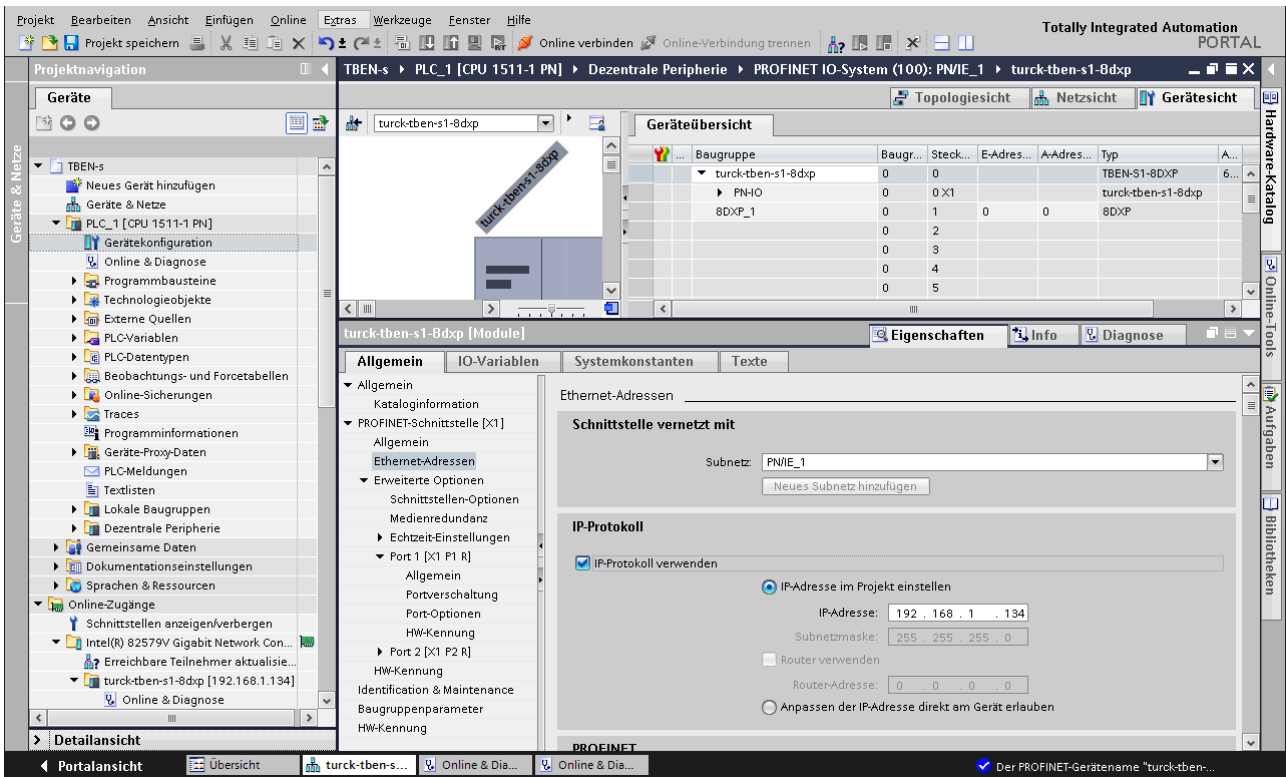 Projekt Bearbeiten Ansicht Einfügen Online Extras Werkzeuge Fenster Hilfe
Totally Integrated Automation
PORTAL
Projekt speichern
Online verbinden
Online-Verbindung trennen
Projektnavigation
TBEN-s PLC_1 [CPU 1511-1 PN] Dezentrale Peripherie PROFINET IO-System (100): PN/IE_1 turck-tben-s1-8dxp
Geräte
Topologiesicht Netzsicht Gerätesicht
turck-tben-s1-8dxp
Geräteübersicht
... Baugruppe Baugr... Steck... E-Adres... A-Adres... Typ A...
turck-tben-s1-8dxp 0 0 TBEN-S1-8DXP 6...
PN-IO 0 0 X1 turck-tben-s1-8dxp
8DXP_1 0 1 0 0 8DXP
0 2
0 3
0 4
0 5
turck-tben-s1-8dxp
TBEN-s
Neues Gerät hinzufügen
Geräte & Netze
PLC_1 [CPU 1511-1 PN]
Gerätekonfiguration
Online & Diagnose
Programmbausteine
Technologieobjekte
Externe Quellen
PLC-Variablen
PLC-Datentypen
Beobachtungs- und Forcetabellen
Online-Sicherungen
Traces
Programminformationen
Geräte-Proxy-Daten
PLC-Meldungen
Textlisten
Lokale Baugruppen
Dezentrale Peripherie
Gemeinsame Daten
Dokumentationseinstellungen
Sprachen & Ressourcen
Online-Zugänge
Schnittstellen anzeigen/verbergen
Intel(R) 82579V Gigabit Network Con...
Erreichbare Teilnehmer aktualisie...
turck-tben-s1-8dxp [192.168.1.134]
Online & Diagnose
Detailansicht
Geräte & Netze
turck-tben-s1-8dxp [Module]
Eigenschaften Info Diagnose
Allgemein IO-Variablen Systemkonstanten Texte
Allgemein
Kataloginformation
PROFINET-Schnittstelle [X1]
Allgemein
Ethernet-Adressen
Erweiterte Optionen
Schnittstellen-Optionen
Medienredundanz
Echtzeit-Einstellungen
Port 1 [X1 P1 R]
Allgemein
Portverschaltung
Port-Optionen
HW-Kennung
Port 2 [X1 P2 R]
HW-Kennung
Identification & Maintenance
Baugruppenparameter
HW-Kennung
Ethernet-Adressen
Schnittstelle vernetzt mit
Subnetz: PN/IE_1
Neues Subnetz hinzufügen
IP-Protokoll
IP-Protokoll verwenden
IP-Adresse im Projekt einstellen
IP-Adresse: 192 . 168 . 1 . 134
Subnetzmaske: 255 . 255 . 255 . 0
Router verwenden
Router-Adresse: 0 . 0 . 0 . 0
Anpassen der IP-Adresse direkt am Gerät erlauben
PROFINET
Hardware-Katalog
Online-Tools
Aufgaben
Bibliotheken
Portalansicht Übersicht turck-tben-s... Online & Dia... Online & Dia... Der PROFINET-Gerätename "turck-tben-...